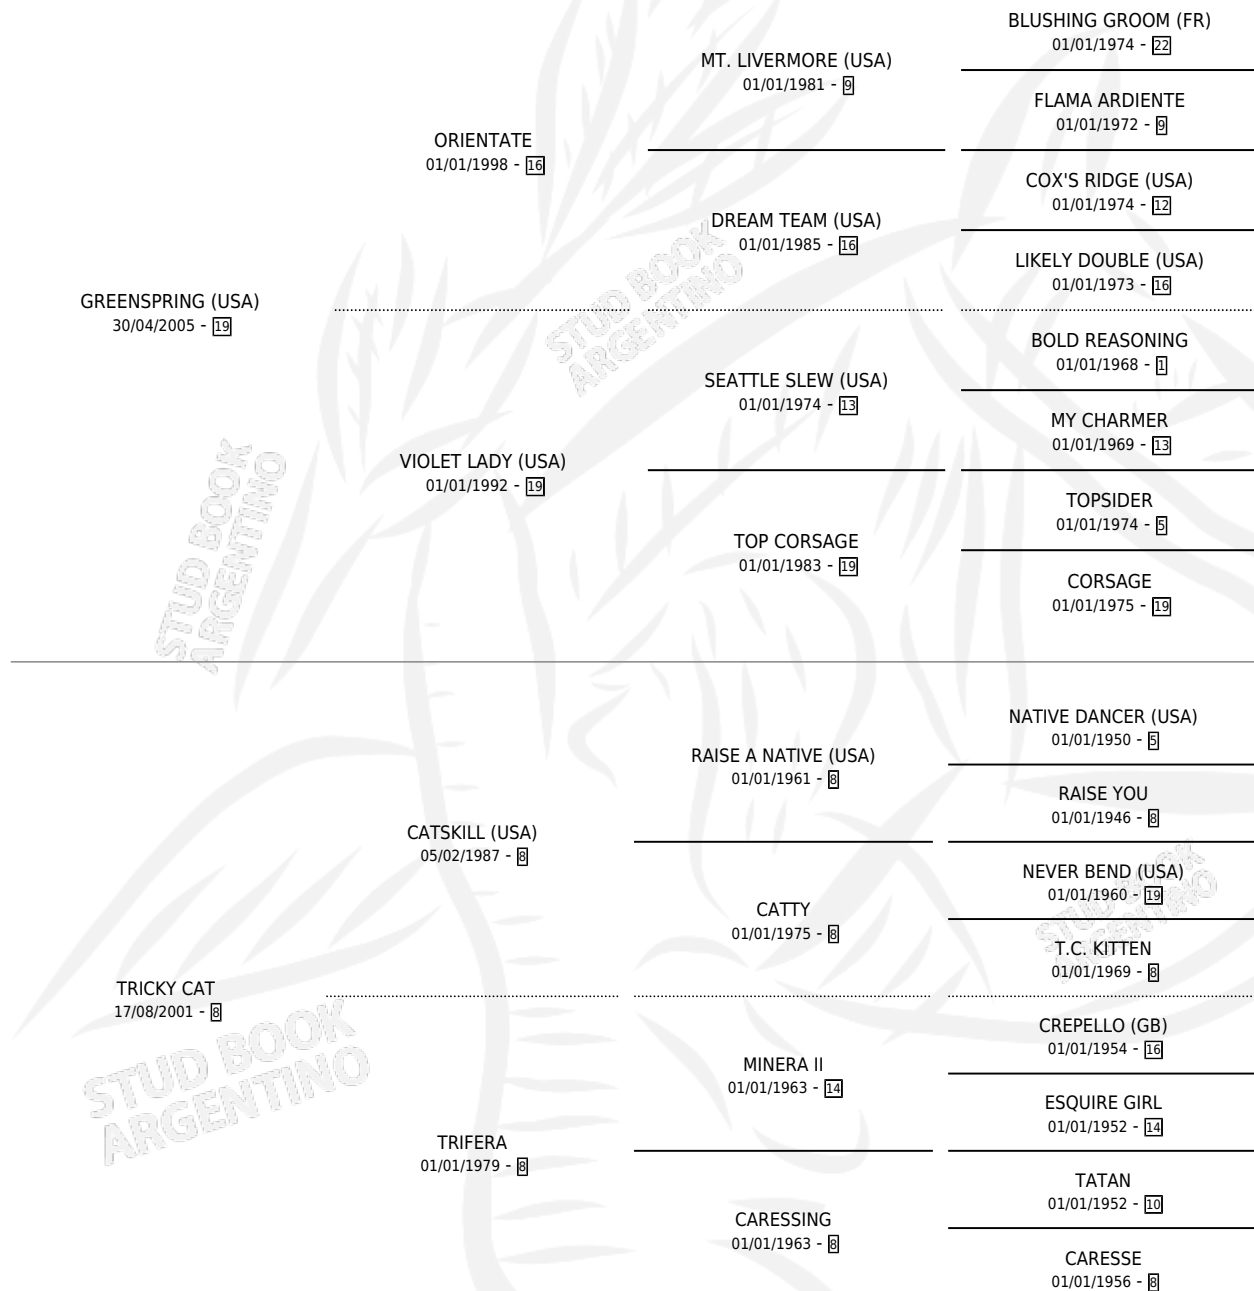 BLUSHING GROOM (FR)
01/01/1974 - 22
MT. LIVERMORE (USA)
01/01/1981 - 9
FLAMA ARDIENTE
01/01/1972 - 9
ORIENTATE
01/01/1998 - 16
COX'S RIDGE (USA)
01/01/1974 - 12
DREAM TEAM (USA)
01/01/1985 - 16
LIKELY DOUBLE (USA)
01/01/1973 - 16
GREENSPRING (USA)
30/04/2005 - 19
BOLD REASONING
01/01/1968 - 1
SEATTLE SLEW (USA)
01/01/1974 - 13
MY CHARMER
01/01/1969 - 13
VIOLET LADY (USA)
01/01/1992 - 19
TOPSIDER
01/01/1974 - 5
TOP CORSAGE
01/01/1983 - 19
CORSAGE
01/01/1975 - 19
NATIVE DANCER (USA)
01/01/1950 - 5
RAISE A NATIVE (USA)
01/01/1961 - 8
RAISE YOU
01/01/1946 - 8
CATSKILL (USA)
05/02/1987 - 8
NEVER BEND (USA)
01/01/1960 - 19
CATTY
01/01/1975 - 8
T.C. KITTEN
01/01/1969 - 8
TRICKY CAT
17/08/2001 - 8
CREPELLO (GB)
01/01/1954 - 16
MINERA II
01/01/1963 - 14
ESQUIRE GIRL
01/01/1952 - 14
TRIFERA
01/01/1979 - 8
TATAN
01/01/1952 - 10
CARESSING
01/01/1963 - 8
CARESSE
01/01/1956 - 8
STUD BOOK
ARGENTINO
STUD BOOK
ARGENTINO
STUD BOOK
ARGENTINO
STUD BOOK
ARGENTINO